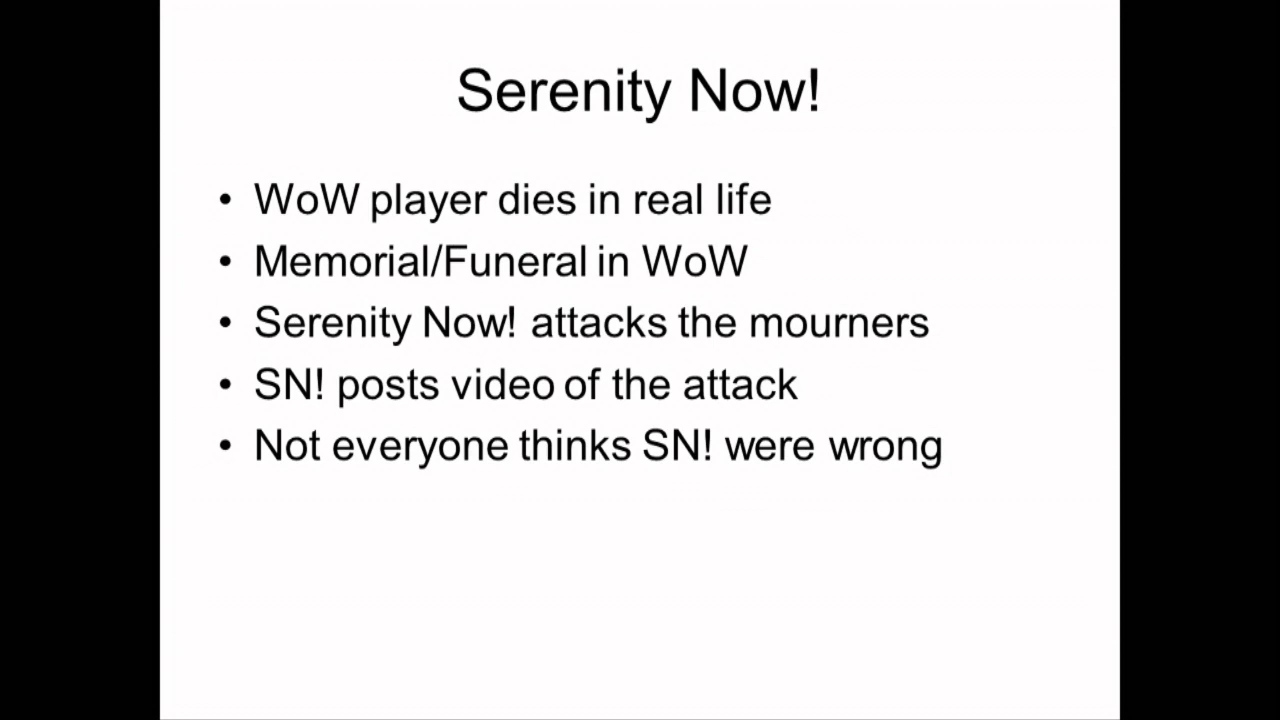 Serenity Now!
• WoW player dies in real life
• Memorial/Funeral in WoW
• Serenity Now! attacks the mourners
• SN! posts video of the attack
• Not everyone thinks SN! were wrong